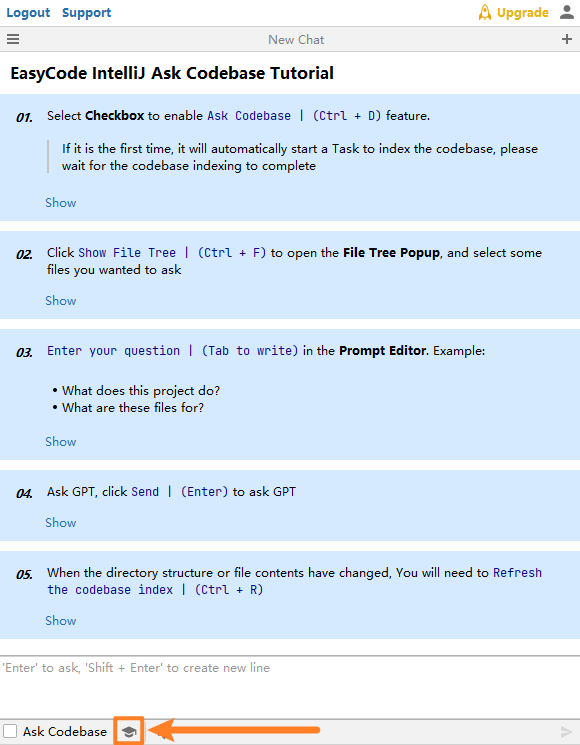 Logout Support Upgrade
New Chat
EasyCode IntelliJ Ask Codebase Tutorial
01. Select Checkbox to enable Ask Codebase | (Ctrl + D) feature.
If it is the first time, it will automatically start a Task to index the codebase, please
wait for the codebase indexing to complete
Show
02. Click Show File Tree | (Ctrl + F) to open the File Tree Popup, and select some
files you wanted to ask
Show
03. Enter your question | (Tab to write) in the Prompt Editor. Example:
• What does this project do?
• What are these files for?
Show
04. Ask GPT, click Send | (Enter) to ask GPT
Show
05. When the directory structure or file contents have changed, You will need to Refresh
the codebase index | (Ctrl + R)
Show
'Enter' to ask, 'Shift + Enter' to create new line
Ask Codebase